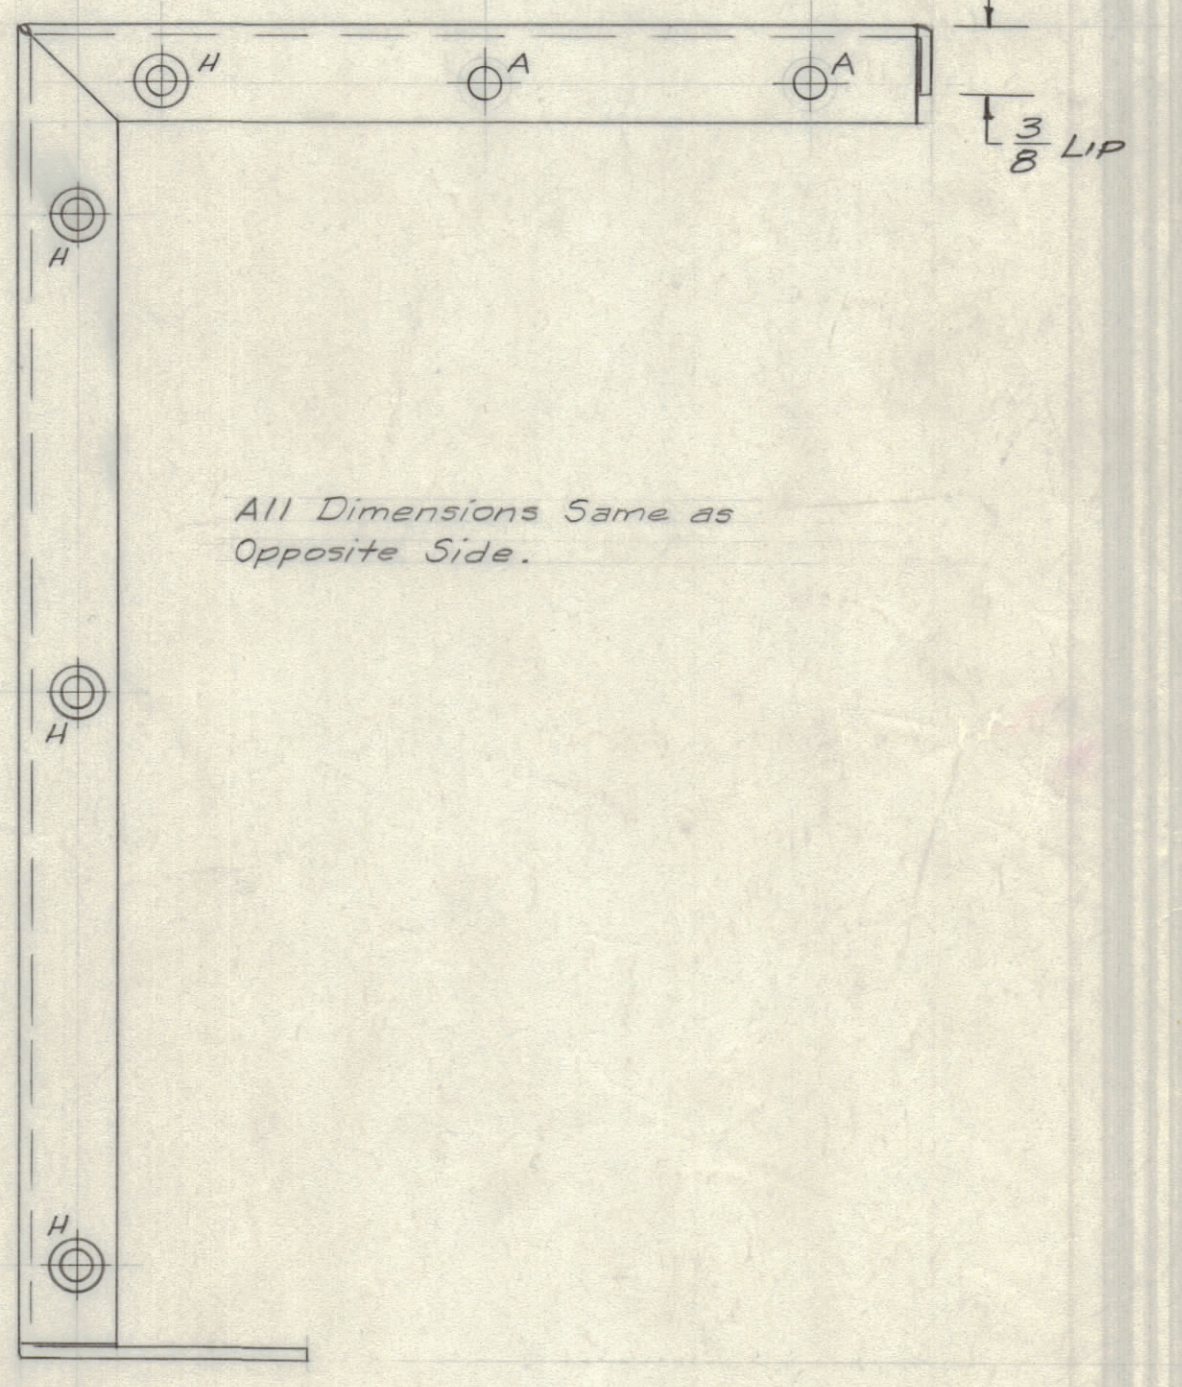 H A A
3/8 LIP
H
All Dimensions Same as
Opposite Side.
H
H